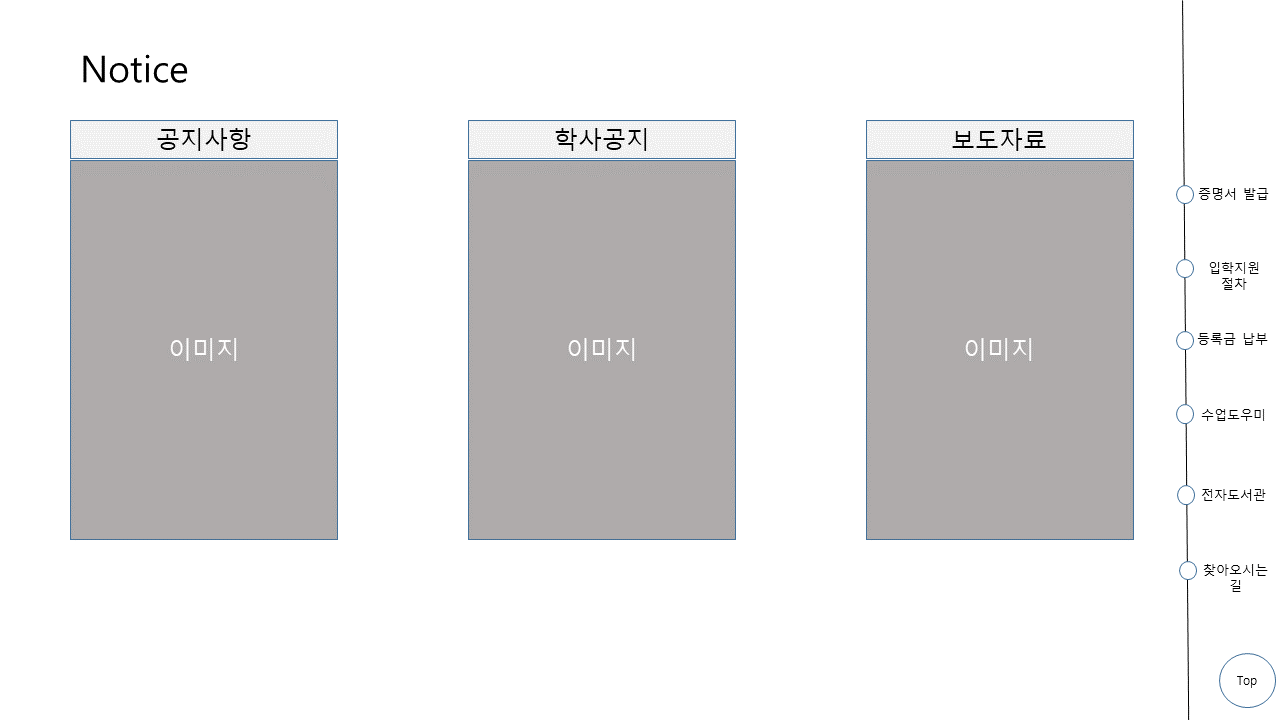 Notice
공지사항
학사공지
보도자료
이미지
이미지
이미지
증명서 발급
입학지원
절차
등록금 납부
수업도우미
전자도서관
찾아오시는
길
Top